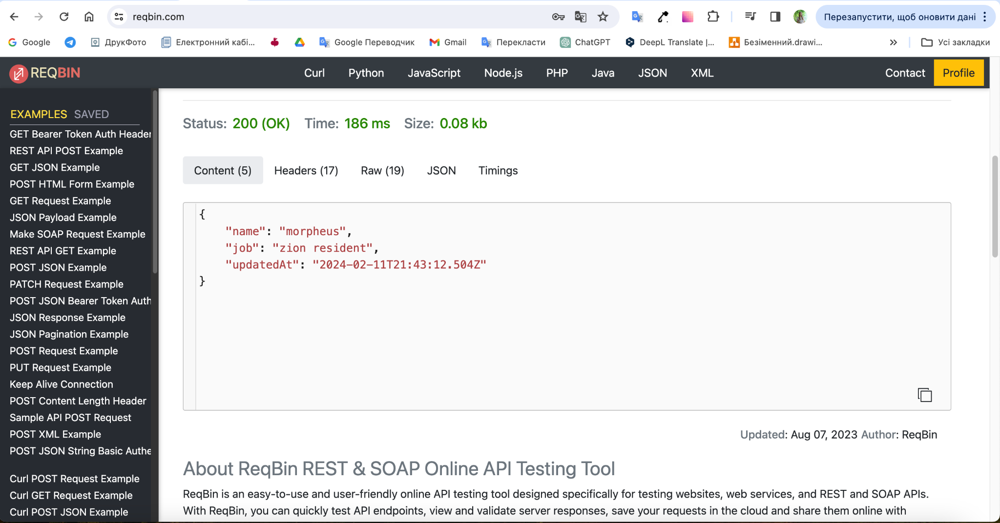 reqbin.com
Перезапустити, щоб оновити дані
Google
ДрукФото
Електронний кабі...
Google Переводчик
Gmail
Перекласти
ChatGPT
DeepL Translate |...
Безіменний.drawi...
Усі закладки
REQBIN
Curl
Python
JavaScript
Node.js
PHP
Java
JSON
XML
Contact
Profile
EXAMPLES SAVED
GET Bearer Token Auth Header
REST API POST Example
GET JSON Example
POST HTML Form Example
GET Request Example
JSON Payload Example
Make SOAP Request Example
REST API GET Example
POST JSON Example
PATCH Request Example
POST JSON Bearer Token Auth
JSON Response Example
JSON Pagination Example
POST Request Example
PUT Request Example
Keep Alive Connection
POST Content Length Header
Sample API POST Request
POST XML Example
POST JSON String Basic Authe
Curl POST Request Example
Curl GET Request Example
Curl POST JSON Example
Status: 200 (OK) Time: 186 ms Size: 0.08 kb
Content (5) Headers (17) Raw (19) JSON Timings
{
"name": "morpheus",
"job": "zion resident",
"updatedAt": "2024-02-11T21:43:12.504Z"
}
Updated: Aug 07, 2023 Author: ReqBin
About ReqBin REST & SOAP Online API Testing Tool
ReqBin is an easy-to-use and user-friendly online API testing tool designed specifically for testing websites, web services, and REST and SOAP APIs.
With ReqBin, you can quickly test API endpoints, view and validate server responses, save your requests in the cloud and share them online with